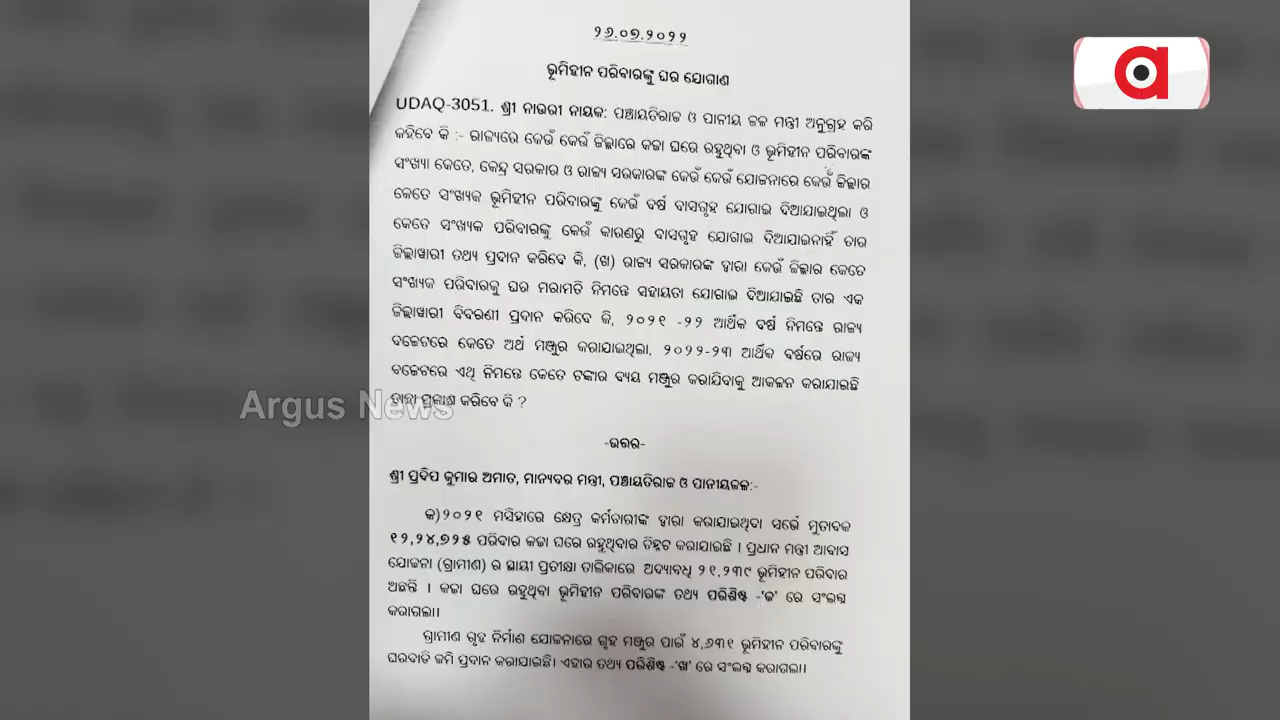 ୨୬.୦୭.୨୦୨୨
ଭୂମିହୀନ ପରିବାରଙ୍କୁ ଘର ଯୋଗାଣ
UDAQ-3051. ଶ୍ରୀ ନାଉରୀ ନାୟକ: ପଞ୍ଚାୟତିରାଜ ଓ ପାନୀୟ ଜଳ ମନ୍ତ୍ରୀ ଅନୁଗ୍ରହ କରି
କହିବେ କି :- ରାଜ୍ୟରେ କେଉଁ କେଉଁ ଜିଲ୍ଲାରେ କଚ୍ଚା ଘରେ ରହୁଥିବା ଓ ଭୂମିହୀନ ପରିବାରଙ୍କ
ସଂଖ୍ୟା କେତେ, କେନ୍ଦ୍ର ସରକାର ଓ ରାଜ୍ୟ ସରକାରଙ୍କ କେଉଁ କେଉଁ ଯୋଜନାରେ କେଉଁ ଜିଲ୍ଲାର
କେତେ ସଂଖ୍ୟକ ଭୂମିହୀନ ପରିବାରଙ୍କୁ କେଉଁ ବର୍ଷ ବାସଗୃହ ଯୋଗାଇ ଦିଆଯାଇଥିଲା ଓ
କେତେ ସଂଖ୍ୟକ ପରିବାରଙ୍କୁ କେଉଁ କାରଣରୁ ବାସଗୃହ ଯୋଗାଇ ଦିଆଯାଇନାହିଁ ତାର
ଜିଲ୍ଲାୱାରୀ ତଥ୍ୟ ପ୍ରଦାନ କରିବେ କି, (ଖ) ରାଜ୍ୟ ସରକାରଙ୍କ ଦ୍ୱାରା କେଉଁ ଜିଲ୍ଲାର କେତେ
ସଂଖ୍ୟକ ପରିବାରକୁ ଘର ମରାମତି ନିମନ୍ତେ ସହାୟତା ଯୋଗାଇ ଦିଆଯାଇଛି ତାର ଏକ
ଜିଲ୍ଲାୱାରୀ ବିବରଣୀ ପ୍ରଦାନ କରିବେ କି, ୨୦୨୧ -୨୨ ଆର୍ଥିକ ବର୍ଷ ନିମନ୍ତେ ରାଜ୍ୟ
ବଜେଟରେ କେତେ ଅର୍ଥ ମଞ୍ଜୁର କରାଯାଇଥିଲା, ୨୦୨୨-୨୩ ଆର୍ଥିକ ବର୍ଷରେ ରାଜ୍ୟ
ବଜେଟରେ ଏଥି ନିମନ୍ତେ କେତେ ଟଙ୍କାର ବ୍ୟୟ ମଞ୍ଜୁର କରାଯିବାକୁ ଆକଳନ କରାଯାଇଛି
ତାହା ପ୍ରକାଶ କରିବେ କି ?
Argus News
-ଉତ୍ତର-
ଶ୍ରୀ ପ୍ରଦିପ କୁମାର ଅମାତ, ମାନ୍ୟବର ମନ୍ତ୍ରୀ, ପଞ୍ଚାୟତିରାଜ ଓ ପାନୀୟଜଳ:-
କ)୨୦୨୧ ମସିହାରେ କ୍ଷେତ୍ର କର୍ମଚାରୀଙ୍କ ଦ୍ୱାରା କରାଯାଇଥିବା ସର୍ଭେ ମୁତାବକ
୧୨,୨୪,୭୨୫ ପରିବାର କଚ୍ଚା ଘରେ ରହୁଥିବାର ଚିହ୍ନଟ କରାଯାଇଛି । ପ୍ରଧାନ ମନ୍ତ୍ରୀ ଆବାସ
ଯୋଜନା (ଗ୍ରାମୀଣ) ର ସ୍ଥାୟୀ ପ୍ରତୀକ୍ଷା ତାଲିକାରେ ଅଦ୍ୟାବଧି ୨୧,୨୩୯ ଭୂମିହୀନ ପରିବାର
ଅଛନ୍ତି । କଚ୍ଚା ଘରେ ରହୁଥିବା ଭୂମିହୀନ ପରିବାରଙ୍କ ତଥ୍ୟ ପରିଶିଷ୍ଟ -'କ' ରେ ସଂଲଗ୍ନ
କରାଗଲା।
ଗ୍ରାମୀଣ ଗୃହ ନିର୍ମାଣ ଯୋଜନାରେ ଗୃହ ମଞ୍ଜୁର ପାଇଁ ୪,୬୩୧ ଭୂମିହୀନ ପରିବାରଙ୍କୁ
ଘରବାଡି ଜମି ପ୍ରଦାନ କରାଯାଇଛି। ଏହାର ତଥ୍ୟ ପରିଶିଷ୍ଟ -'ଖ' ରେ ସଂଲଗ୍ନ କରାଗଲା।